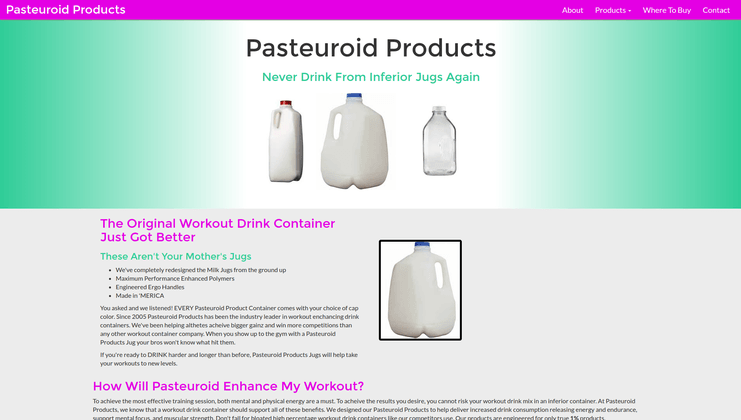 Pasteuroid Products
About Products Where To Buy Contact
Pasteuroid Products
Never Drink From Inferior Jugs Again
The Original Workout Drink Container
Just Got Better
These Aren't Your Mother's Jugs
We've completely redesigned the Milk Jugs from the ground up
Maximum Performance Enhanced Polymers
Engineered Ergo Handles
Made in 'MERICA
You asked and we listened! EVERY Pasteuroid Product Container comes with your choice of cap
color. Since 2005 Pasteuroid Products has been the industry leader in workout enchancing drink
containers. We've been helping althetes acheive bigger gainz and win more competitions than
any other workout container company. When you show up to the gym with a Pasteuroid
Products Jug your bros won't know what hit them.
If you're ready to DRINK harder and longer than before, Pasteuroid Products Jugs will help take
your workouts to new levels.
How Will Pasteuroid Enhance My Workout?
To achieve the most effective training session, both mental and physical energy are a must. To acheive the results you desire, you cannot risk your workout drink mix in an inferior container. At Pasteuroid
Products, we know that a workout drink container should support all of these benefits. We designed our Pasteuroid Products to help deliver increased drink consumption releasing energy and endurance,
support mental focus, and muscular strength. Don't fall for bloated high percentage workout drink containers like our competitors use. Our products are engineered for only true 1% products.